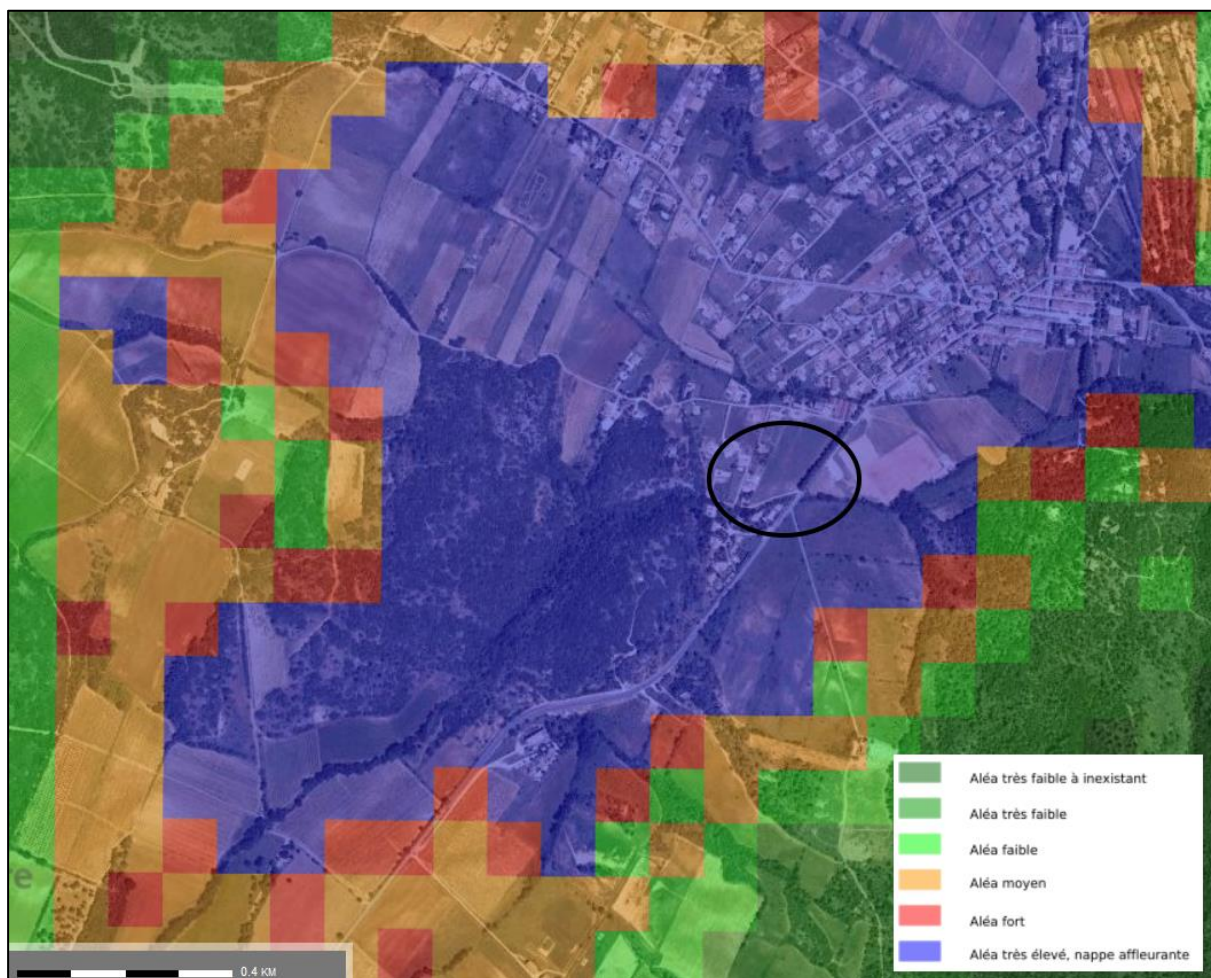 Aléa très faible à inexistant
Aléa très faible
Aléa faible
Aléa moyen
Aléa fort
Aléa très élevé, nappe affleurante
re
0.4 KM